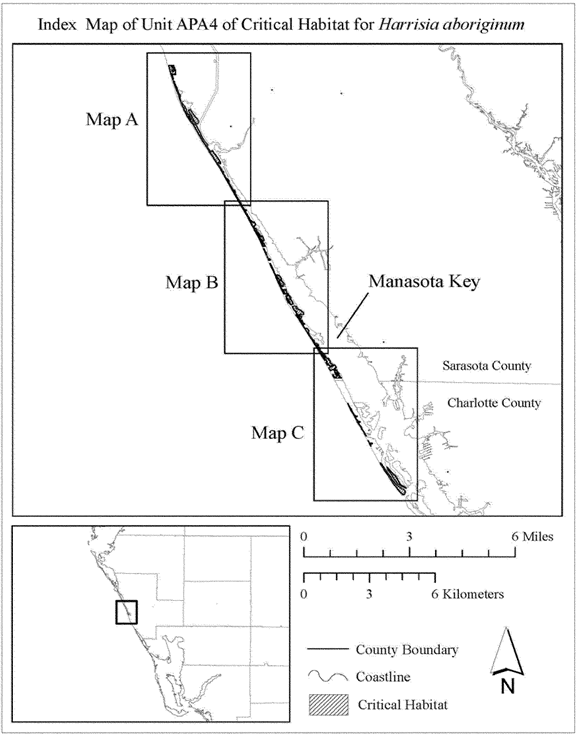 Index Map of Unit APA4 of Critical Habitat for Harrisia aboriginum
Map A
Map B
Manasota Key
Sarasota County
Charlotte County
Map C
0 3 6 Miles
0 3 6 Kilometers
County Boundary
Coastline
Critical Habitat
N